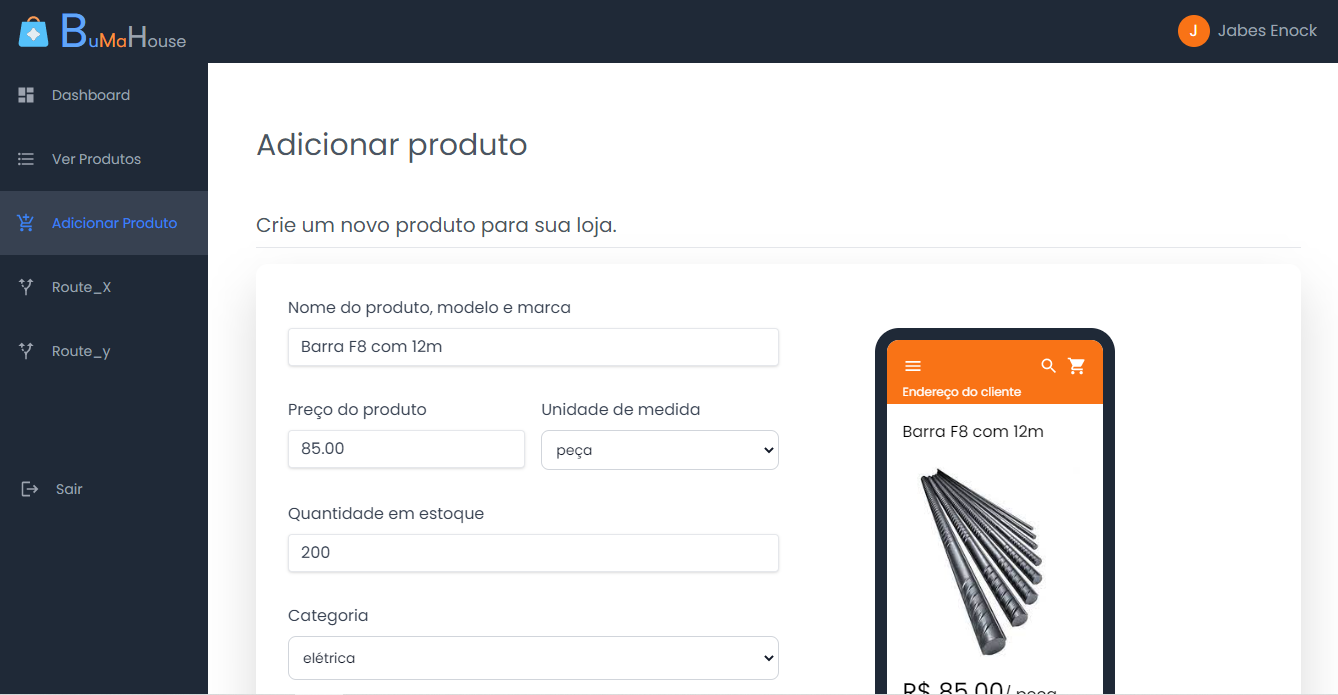 BuMaHouse
J Jabes Enock
Dashboard
Ver Produtos
Adicionar Produto
Route_X
Route_y
Sair
Adicionar produto
Crie um novo produto para sua loja.
Nome do produto, modelo e marca
Barra F8 com 12m
Preço do produto
Unidade de medida
85.00
peça
Quantidade em estoque
200
Categoria
elétrica
Endereço do cliente
Barra F8 com 12m
R$ 85.00/ peça